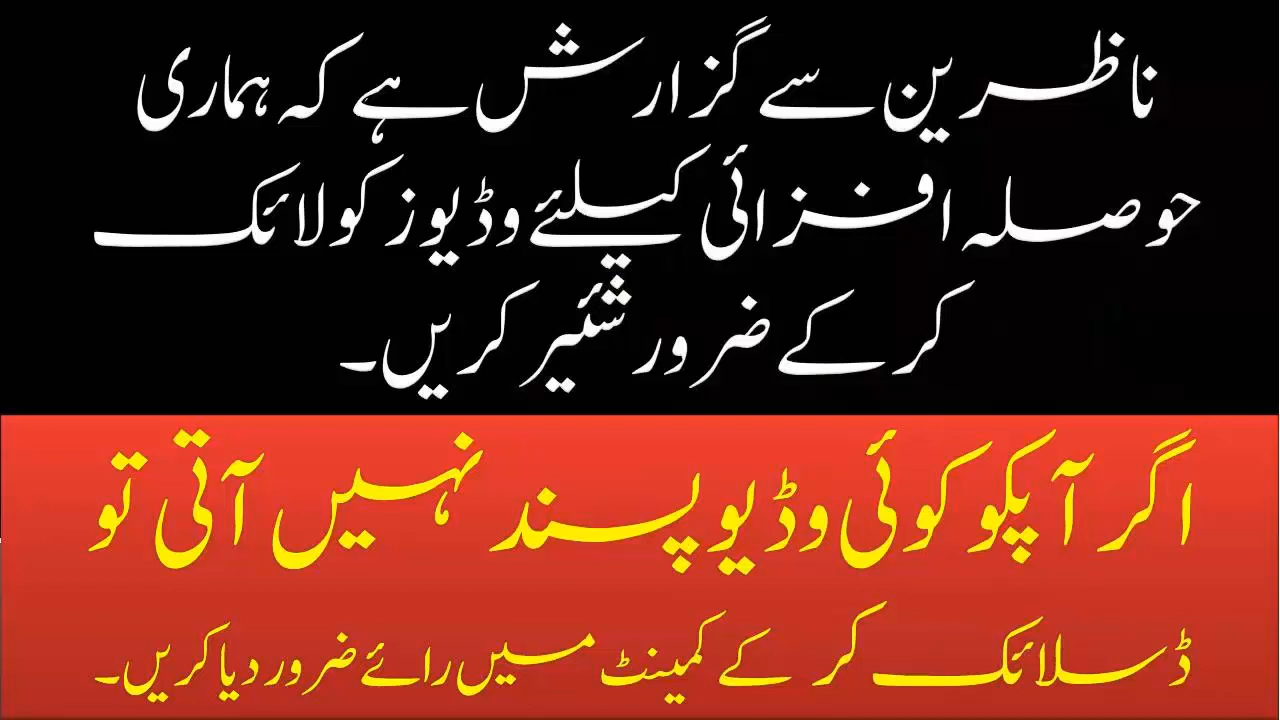 ناظرین سے گزارش ہے کہ ہماری
حوصلہ افزائی کیلئے وڈیوز کو لائک
کر کے ضرور شئیر کریں۔
اگر آپکو کوئی وڈیو پسند نہیں آتی تو
ڈسلائک کر کے کمینٹ میں رائے ضرور دیا کریں۔